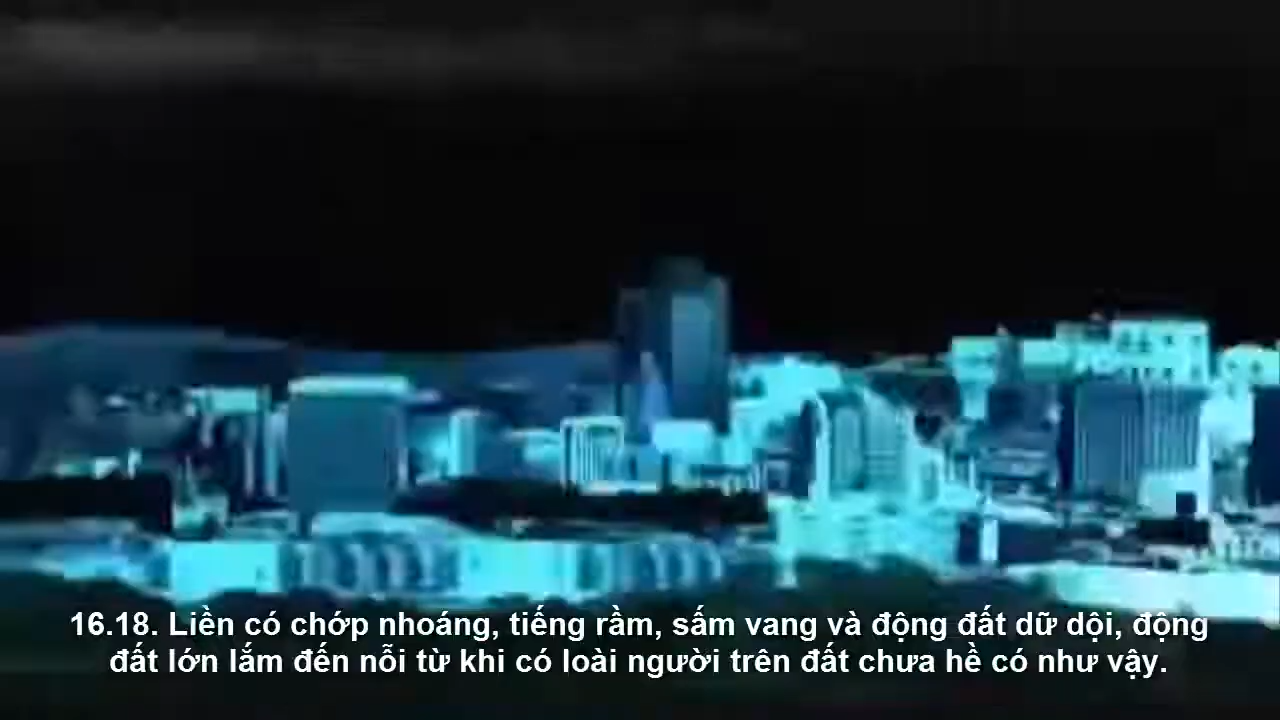 16.18. Liền có chớp nhoáng, tiếng rầm, sấm vang và động đất dữ dội, động
đất lớn lắm đến nỗi từ khi có loài người trên đất chưa hề có như vậy.